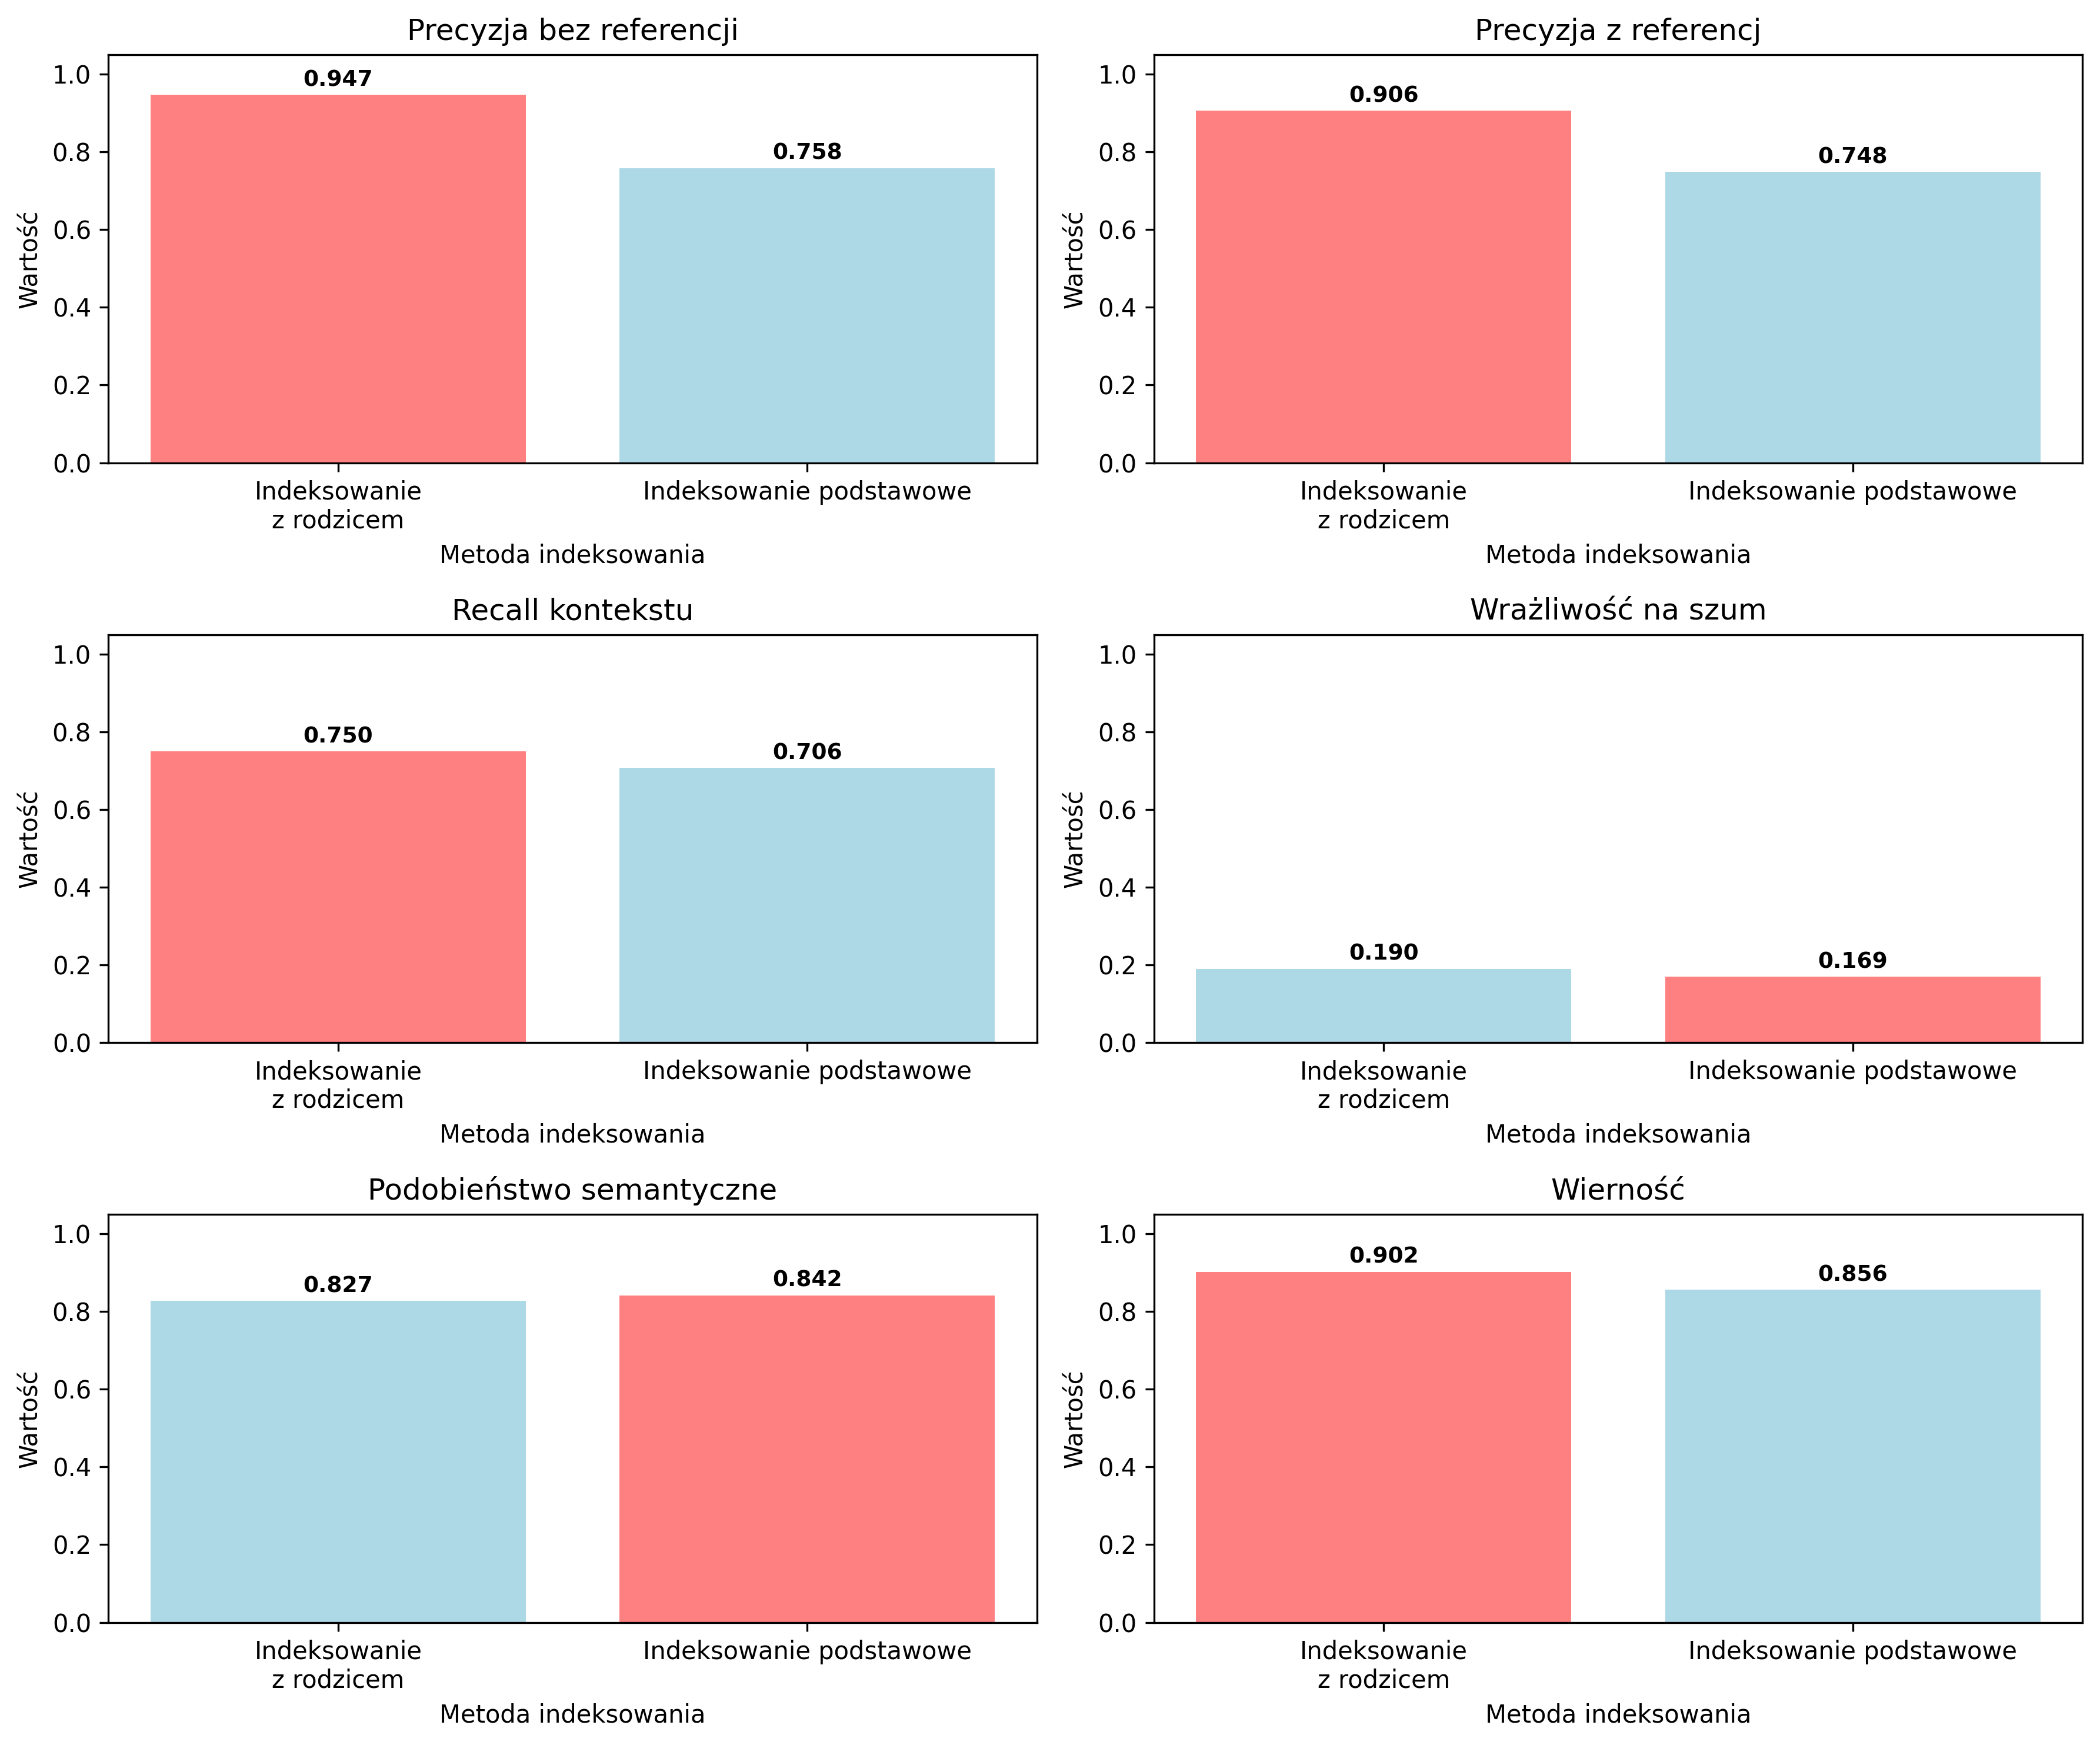 Precyzja bez referencji
1.0
0.8
0.6
0.4
0.2
0.0
Wartość
0.947
0.758
Indeksowanie
z rodzicem
Indeksowanie podstawowe
Metoda indeksowania
Precyzja z referencj
1.0
0.8
0.6
0.4
0.2
0.0
Wartość
0.906
0.748
Indeksowanie
z rodzicem
Indeksowanie podstawowe
Metoda indeksowania
Recall kontekstu
1.0
0.8
0.6
0.4
0.2
0.0
Wartość
0.750
0.706
Indeksowanie
z rodzicem
Indeksowanie podstawowe
Metoda indeksowania
Wrażliwość na szum
1.0
0.8
0.6
0.4
0.2
0.0
Wartość
0.190
0.169
Indeksowanie
z rodzicem
Indeksowanie podstawowe
Metoda indeksowania
Podobieństwo semantyczne
1.0
0.8
0.6
0.4
0.2
0.0
Wartość
0.827
0.842
Indeksowanie
z rodzicem
Indeksowanie podstawowe
Metoda indeksowania
Wierność
1.0
0.8
0.6
0.4
0.2
0.0
Wartość
0.902
0.856
Indeksowanie
z rodzicem
Indeksowanie podstawowe
Metoda indeksowania